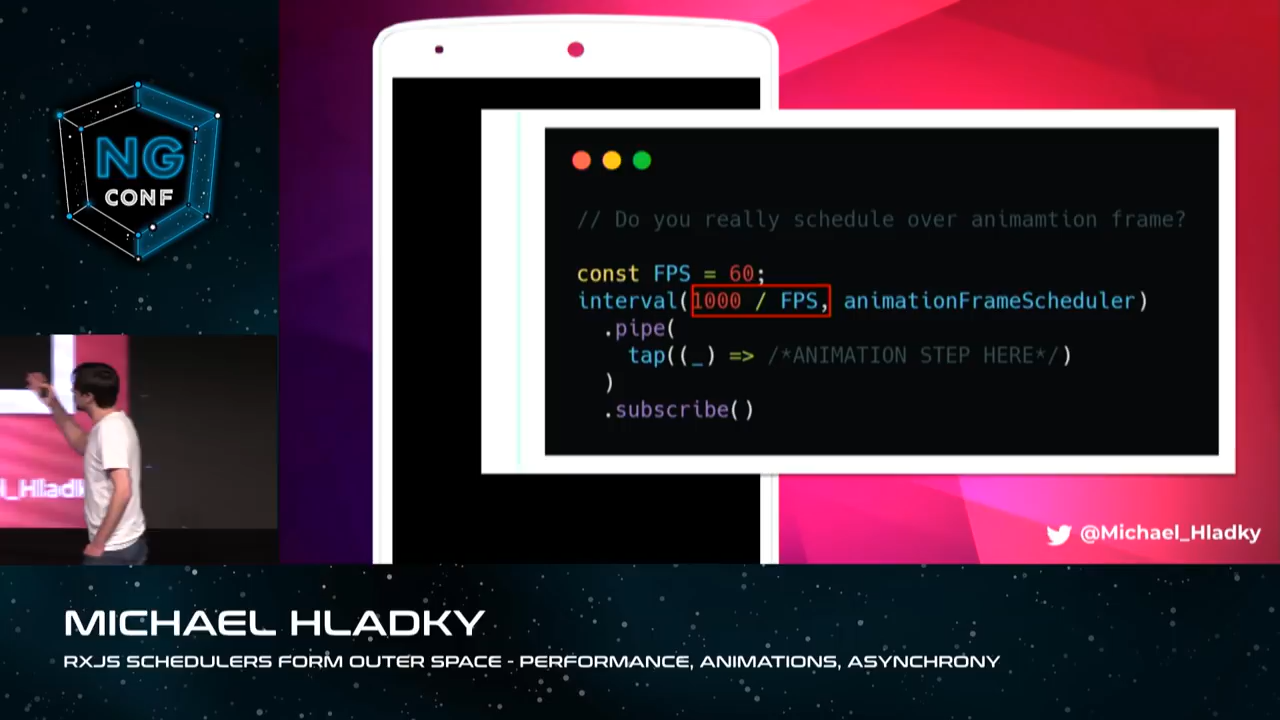 NG
CONF
// Do you really schedule over animamtion frame?
const FPS = 60;
interval(1000 / FPS, animationFrameScheduler)
.pipe(
tap((_) => /*ANIMATION STEP HERE*/)
)
.subscribe()
l_Hladk
@Michael_Hladky
MICHAEL HLADKY
RXJS SCHEDULERS FORM OUTER SPACE - PERFORMANCE, ANIMATIONS, ASYNCHRONY